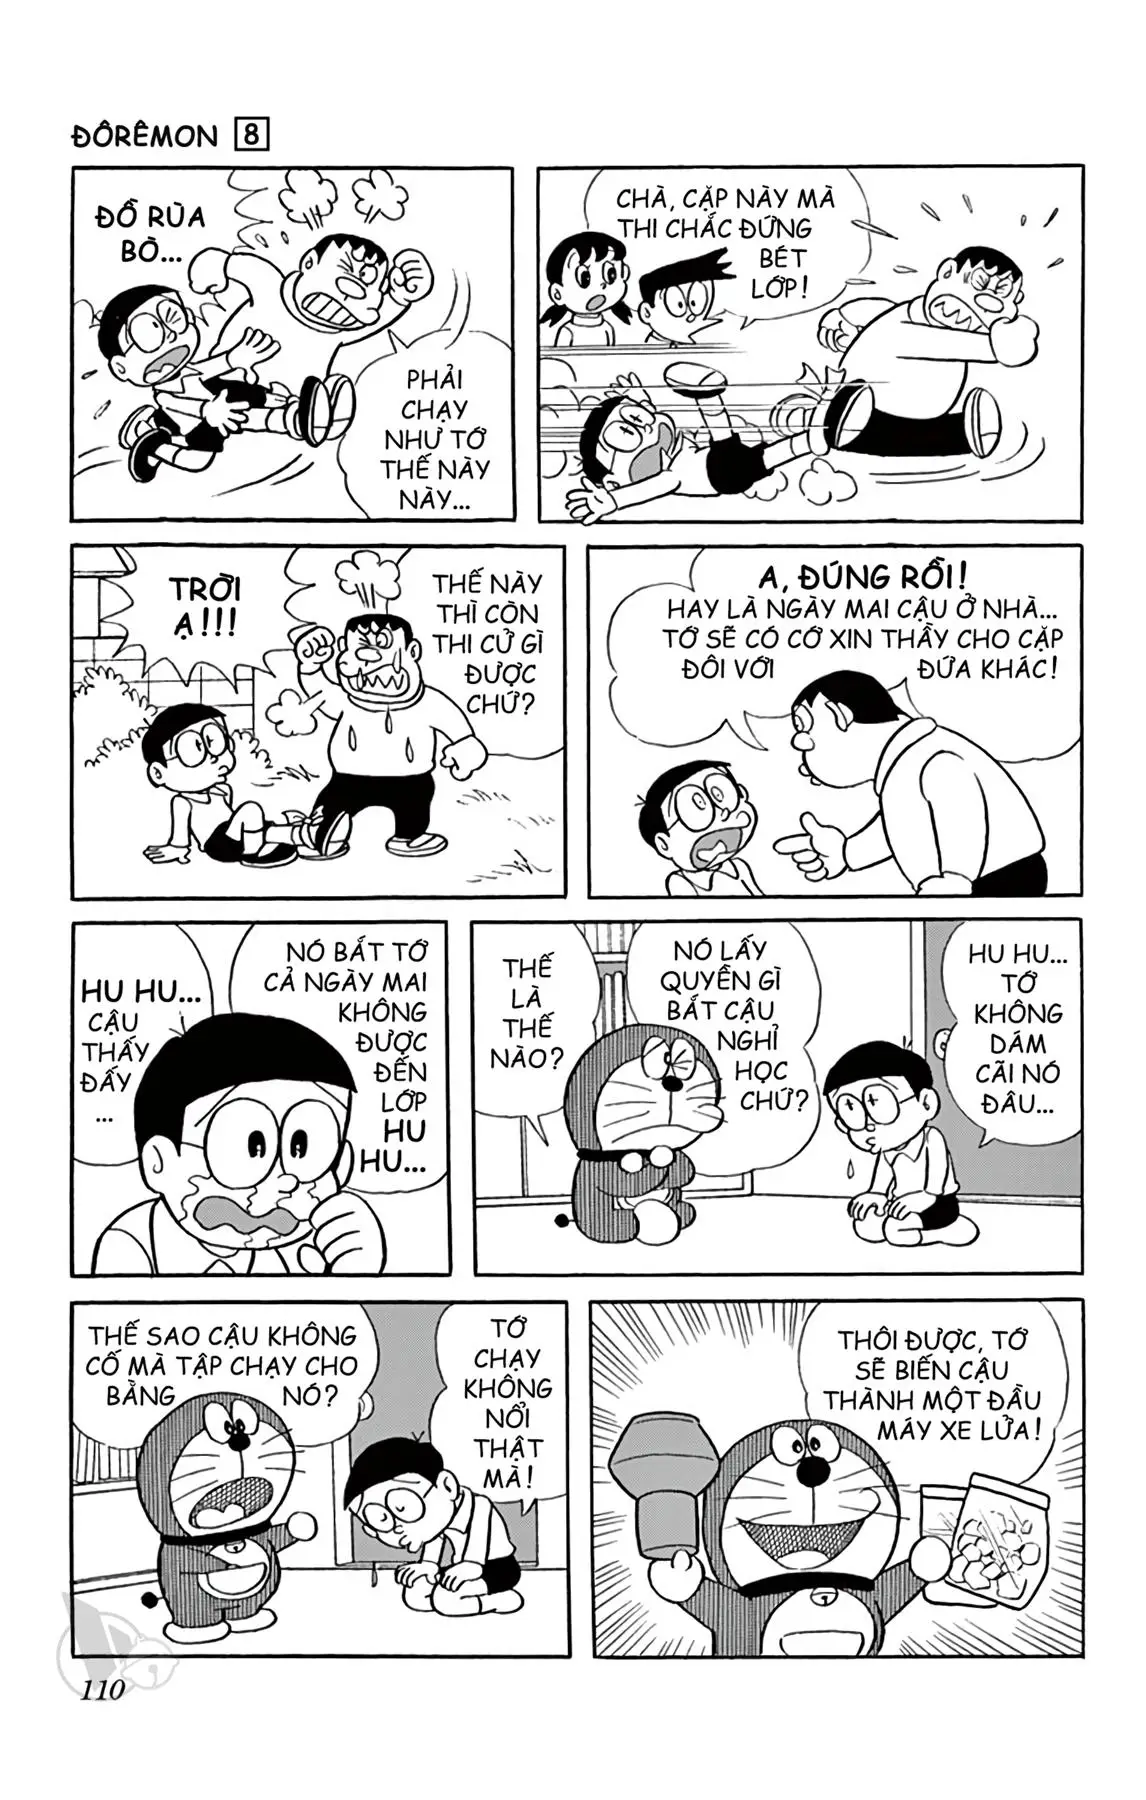 ĐÔRÊMON 8
ĐỒ RÙA
BÒ...
PHẢI
CHẠY
NHƯ TỚ
THẾ NÀY
NÀY...
CHÀ, CẶP NÀY MÀ
THI CHẮC ĐỨNG
BÉT
LỚP!
TRỜI
Ạ!!!
THẾ NÀY
THÌ CÒN
THI CỬ GÌ
ĐƯỢC
CHỨ?
A, ĐÚNG RỒI!
HAY LÀ NGÀY MAI CẬU Ở NHÀ...
TỚ SẼ CÓ CỚ XIN THẦY CHO CẶP
ĐÔI VỚI ĐỨA KHÁC!
HU HU...
CẬU
THẤY
ĐẤY
...
NÓ BẮT TỚ
CẢ NGÀY MAI
KHÔNG
ĐƯỢC
ĐẾN
LỚP
HU
HU...
THẾ
LÀ
THẾ
NÀO?
NÓ LẤY
QUYỀN GÌ
BẮT CẬU
NGHỈ
HỌC
CHỨ?
HU HU...
TỚ
KHÔNG
DÁM
CÃI NÓ
ĐÂU...
THẾ SAO CẬU KHÔNG
CỐ MÀ TẬP CHẠY CHO
BẰNG NÓ?
TỚ
CHẠY
KHÔNG
NỔI
THẬT
MÀ!
THÔI ĐƯỢC, TỚ
SẼ BIẾN CẬU
THÀNH MỘT ĐẦU
MÁY XE LỬA!
110